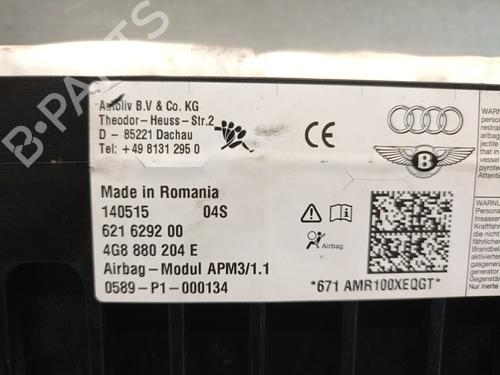 B-PARTS
Autoliv B.V & Co. KG
Theodor-Heuss-Str.2
D - 85221 Dachau
Tel: +49 8131 295 0
CE
B
Made in Romania
140515 04S
621 6292 00
4G8 880 204 E
Airbag-Modul APM3/1.1
0589-P1-000134
Airbag
*671 AMR100XEQGT*
WARNU